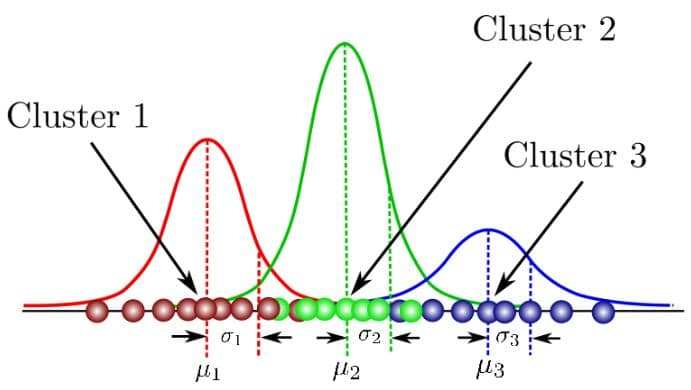 Cluster 2
Cluster 1
Cluster 3
σ₁
σ₂
σ₃
μ₁
μ₂
μ₃